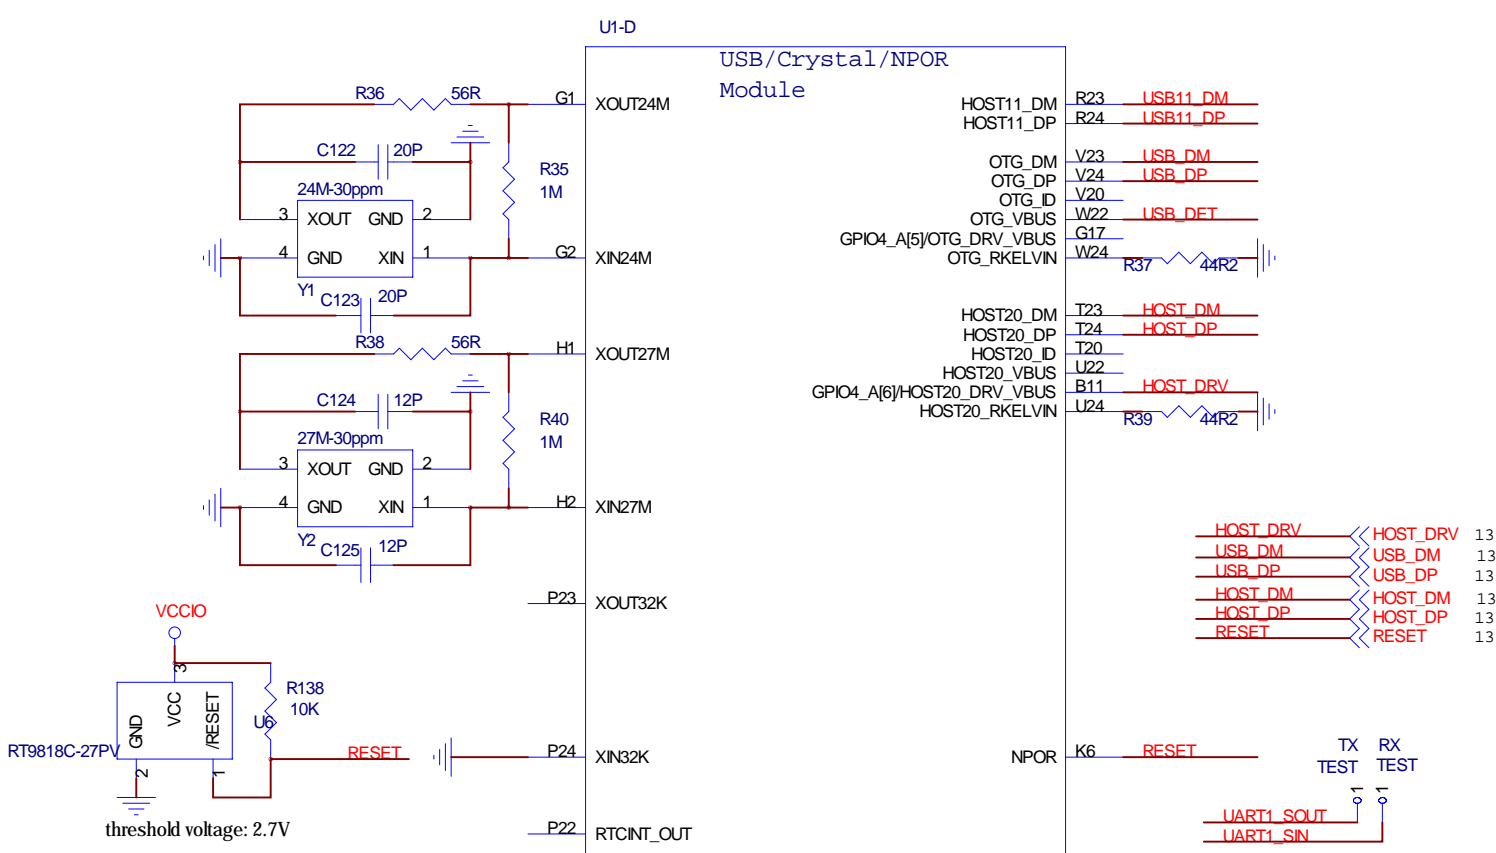 U1-D
USB/Crystal/NPOR
Module
R36 56R G1 XOUT24M
HOST11_DM R23 USB11_DM
HOST11_DP R24 USB11_DP
C122 20P
R35
1M
OTG_DM V23 USB_DM
OTG_DP V24 USB_DP
OTG_ID V20
24M-30ppm
3 XOUT GND 2
OTG_VBUS W22 USB_DET
GPIO4_A[5]/OTG_DRV_VBUS G17
4 GND XIN 1 G2 XIN24M
OTG_RKELVIN W24 R37 44R2
Y1 C123 20P
HOST20_DM T23 HOST_DM
HOST20_DP T24 HOST_DP
R38 56R H1 XOUT27M
HOST20_ID T20
HOST20_VBUS U22
GPIO4_A[6]/HOST20_DRV_VBUS B11 HOST_DRV
C124 12P
HOST20_RKELVIN U24 R39 44R2
R40
1M
27M-30ppm
3 XOUT GND 2
4 GND XIN 1 H2 XIN27M
Y2 C125 12P
HOST_DRV HOST_DRV 13
USB_DM USB_DM 13
USB_DP USB_DP 13
HOST_DM HOST_DM 13
HOST_DP HOST_DP 13
RESET RESET 13
P23 XOUT32K
VCCIO
3
R138
10K
GND VCC /RESET U6
RT9818C-27PV
RESET
P24 XIN32K
NPOR K6 RESET
2 1
TX RX
TEST TEST
1 1
threshold voltage: 2.7V
UART1_SOUT
UART1_SIN
P22 RTCINT_OUT